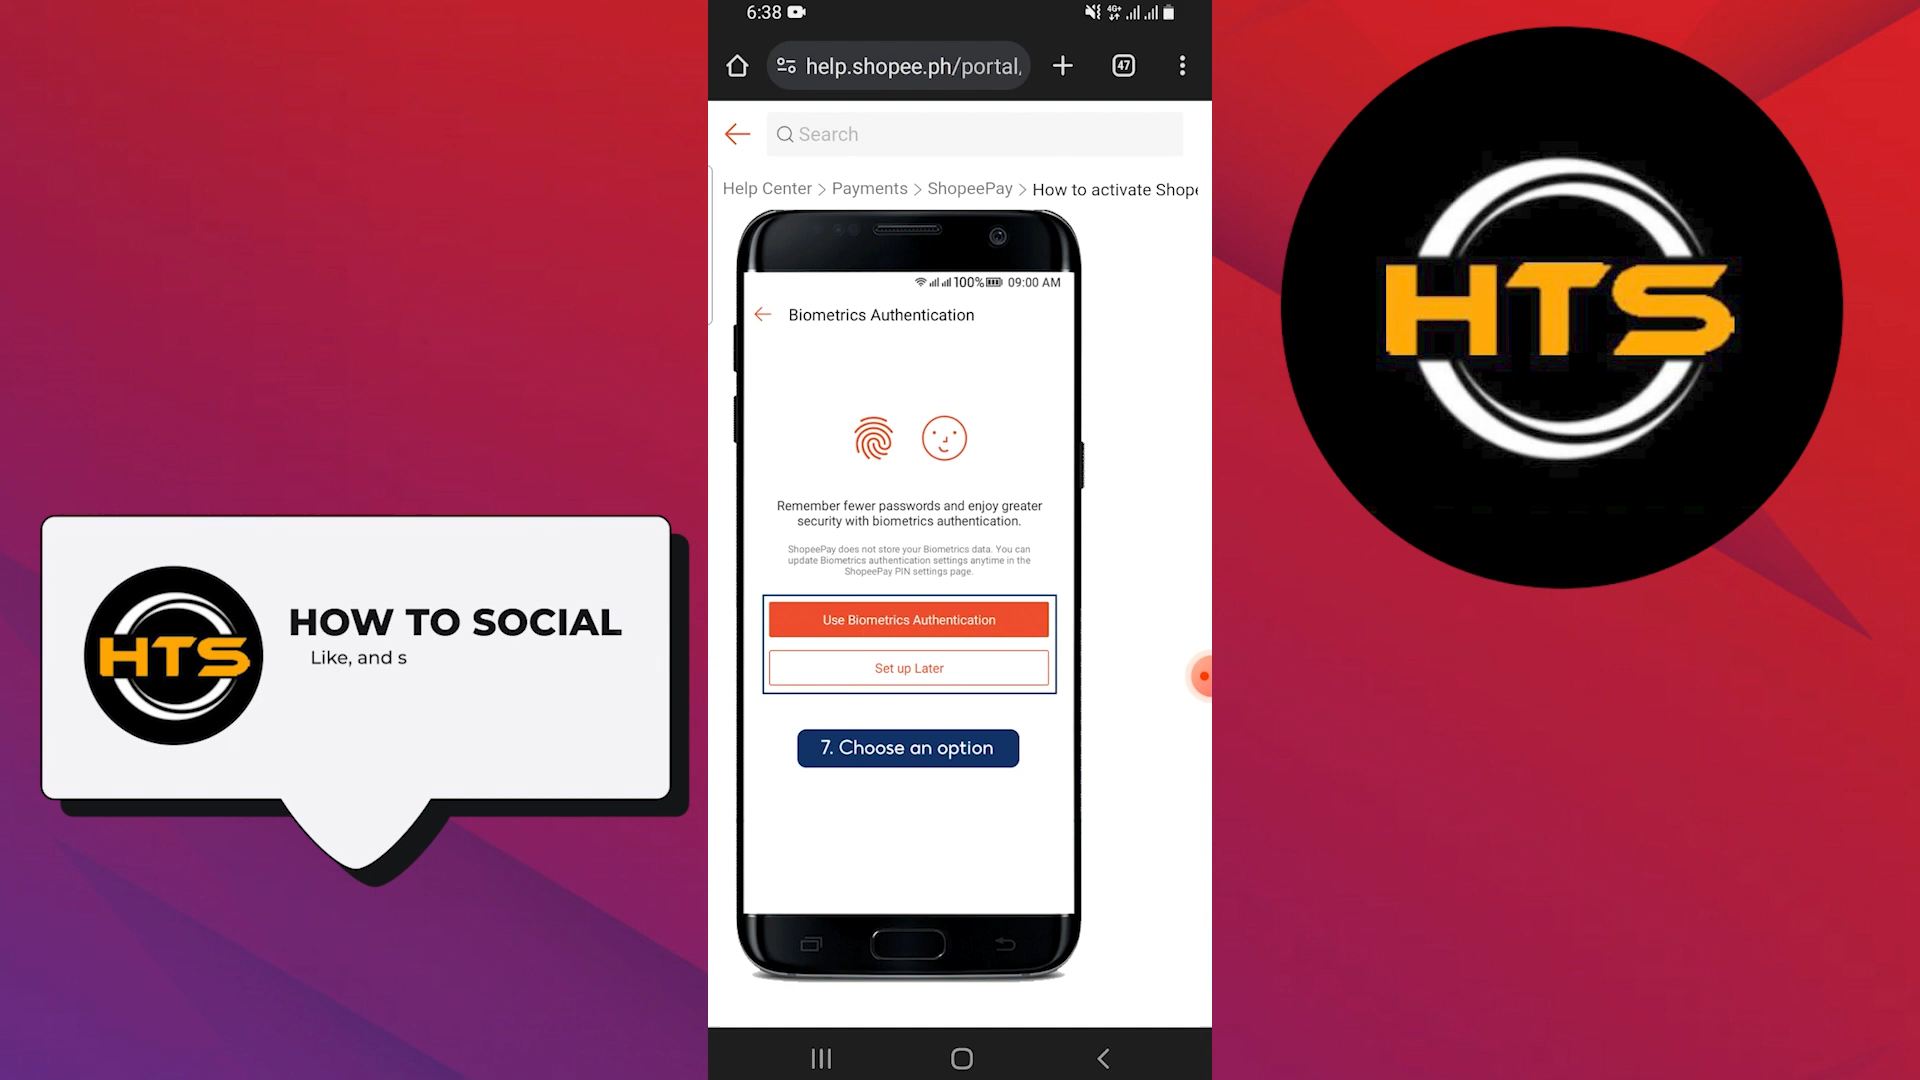 6:38
4G+
help.shopee.ph/portal,
47
Search
Help Center > Payments > ShopeePay > How to activate Shope
100% 09:00 AM
Biometrics Authentication
Remember fewer passwords and enjoy greater
security with biometrics authentication.
ShopeePay does not store your Biometrics data. You can
update Biometrics authentication settings anytime in the
ShopeePay PIN settings page.
Use Biometrics Authentication
Set up Later
7. Choose an option
HTS
HOW TO SOCIAL
Like, and s
HTS